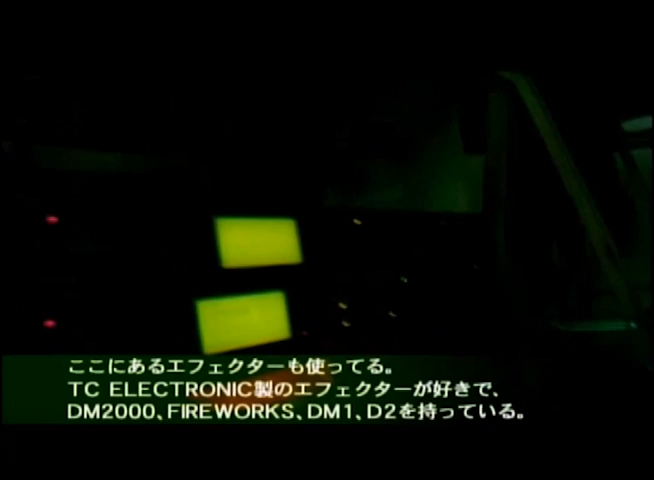 ここにあるエフェクターも使ってる。
TC ELECTRONIC製のエフェクターが好きで、
DM2000、FIREWORKS、DM1、D2を持っている。